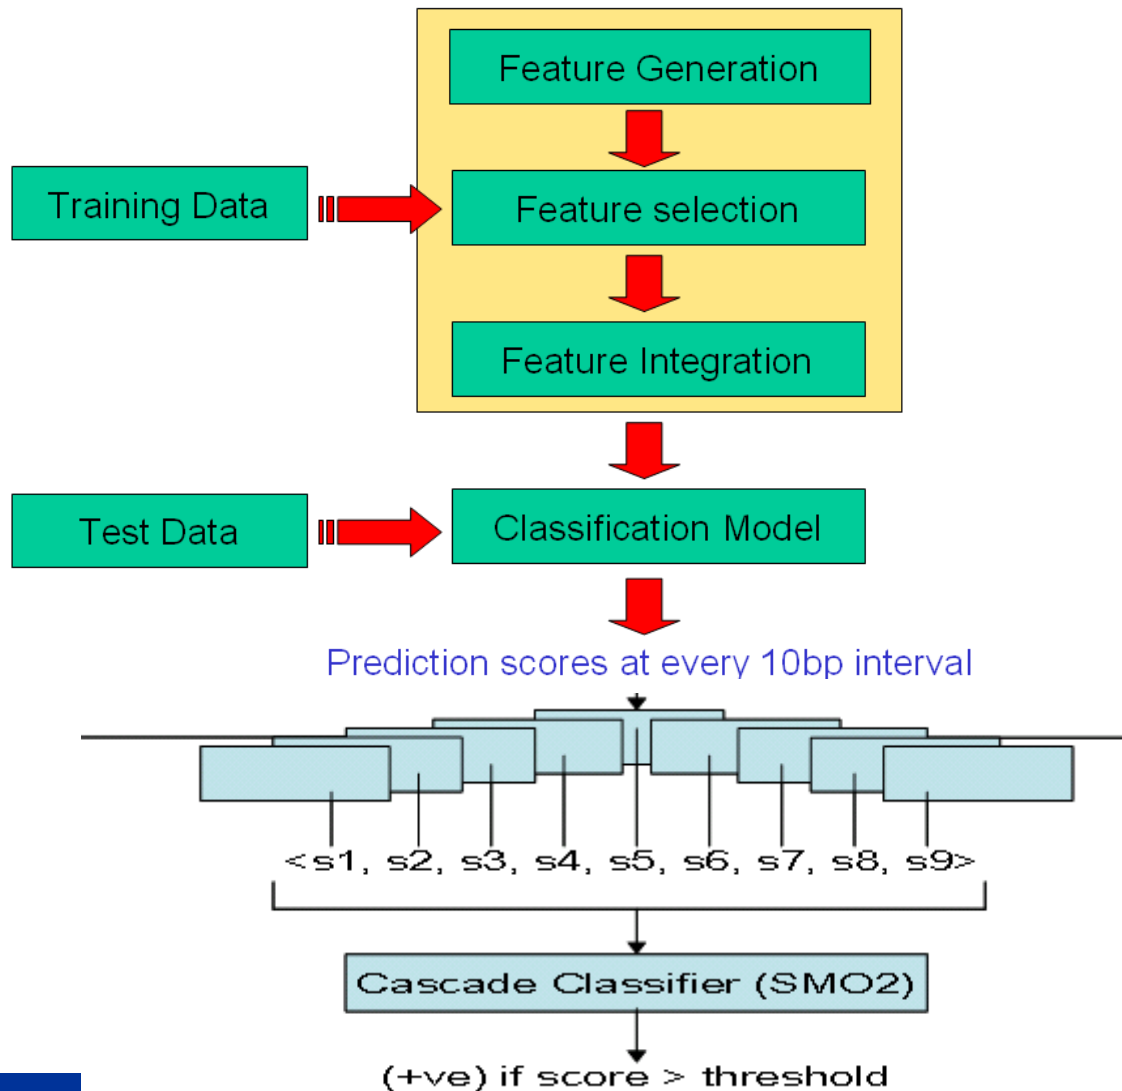 Feature Generation
Training Data
Feature selection
Feature Integration
Test Data
Classification Model
Prediction scores at every 10bp interval
<s1, s2, s3, s4, s5, s6, s7, s8, s9>
Cascade Classifier (SMO2)
(+ve) if score > threshold